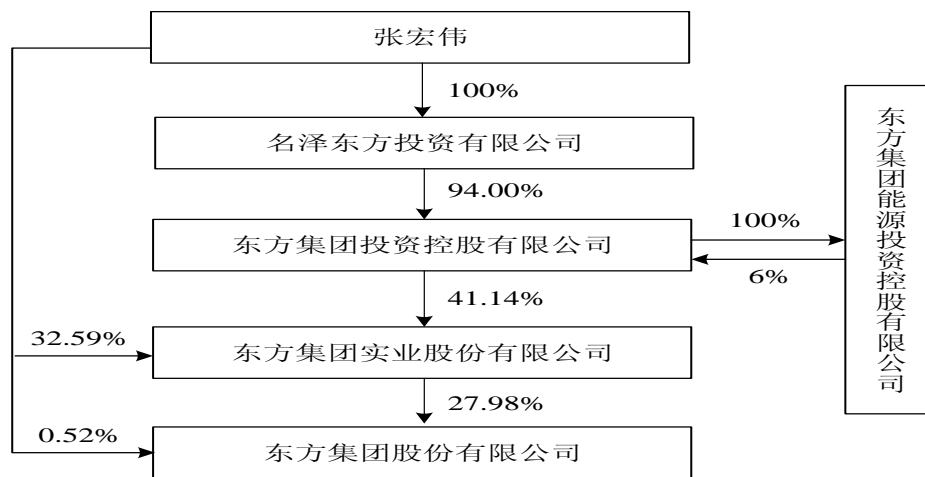 张宏伟
100%
名泽东方投资有限公司
94.00%
东方集团投资控股有限公司
100%
6%
东方集团能源投资控股有限公司
41.14%
32.59%
东方集团实业股份有限公司
27.98%
0.52%
东方集团股份有限公司